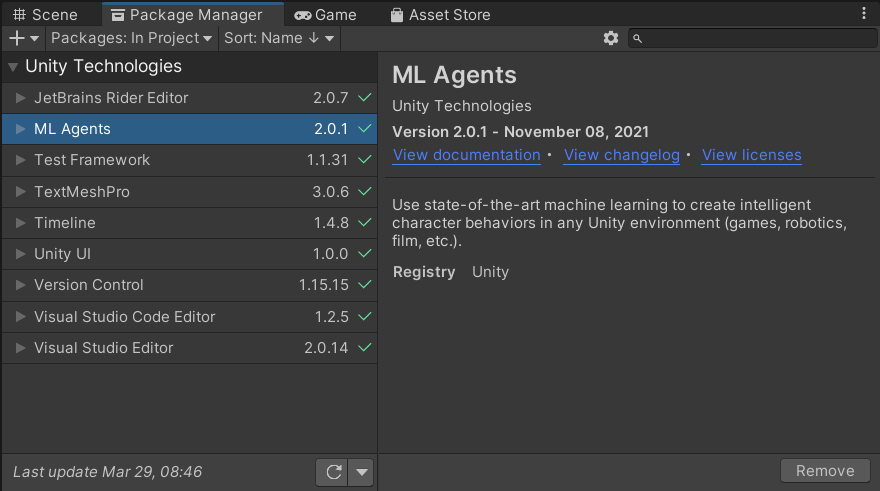 Scene Package Manager Game Asset Store
Packages: In Project Sort: Name ↓
Unity Technologies
JetBrains Rider Editor 2.0.7
ML Agents 2.0.1
Test Framework 1.1.31
TextMeshPro 3.0.6
Timeline 1.4.8
Unity UI 1.0.0
Version Control 1.15.15
Visual Studio Code Editor 1.2.5
Visual Studio Editor 2.0.14
Last update Mar 29, 08:46
ML Agents
Unity Technologies
Version 2.0.1 - November 08, 2021
View documentation • View changelog • View licenses
Use state-of-the-art machine learning to create intelligent
character behaviors in any Unity environment (games, robotics,
film, etc.).
Registry Unity
Remove